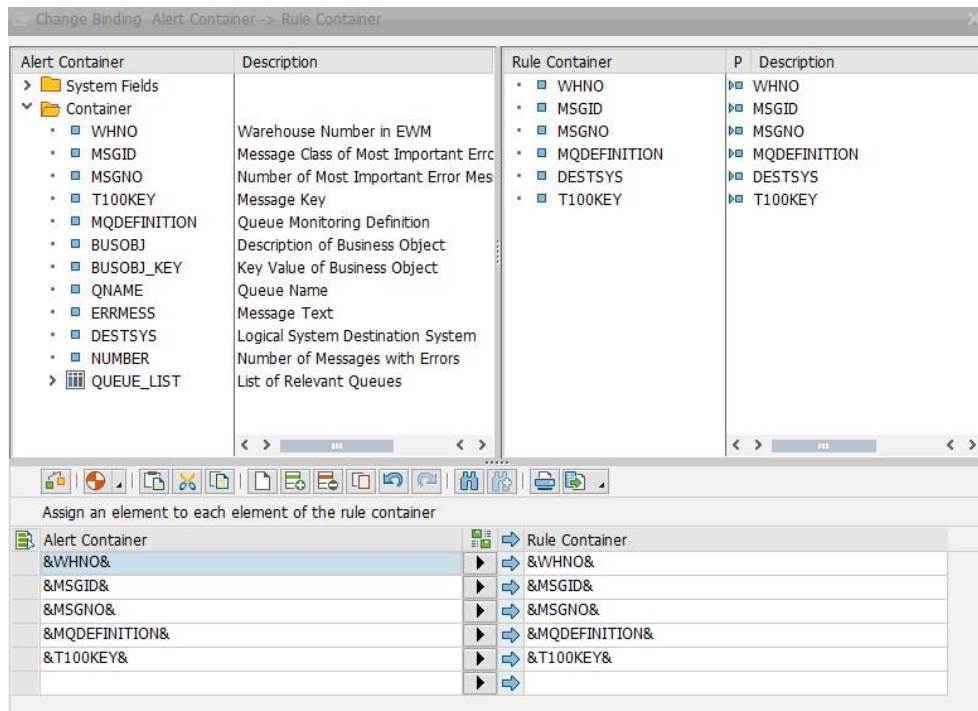 Change Binding Alert Container -> Rule Container
Alert Container Description
System Fields
Container
WHNO Warehouse Number in EWM
MSGID Message Class of Most Important Errc
MSGNO Number of Most Important Error Mes
T100KEY Message Key
MQDEFINITION Queue Monitoring Definition
BUSOBJ Description of Business Object
BUSOBJ_KEY Key Value of Business Object
QNAME Queue Name
ERRMESS Message Text
DESTSYS Logical System Destination System
NUMBER Number of Messages with Errors
QUEUE_LIST List of Relevant Queues
Rule Container P Description
WHNO WHNO
MSGID MSGID
MSGNO MSGNO
MQDEFINITION MQDEFINITION
DESTSYS DESTSYS
T100KEY T100KEY
Assign an element to each element of the rule container
Alert Container Rule Container
&WHNO& &WHNO&
&MSGID& &MSGID&
&MSGNO& &MSGNO&
&MQDEFINITION& &MQDEFINITION&
&T100KEY& &T100KEY&